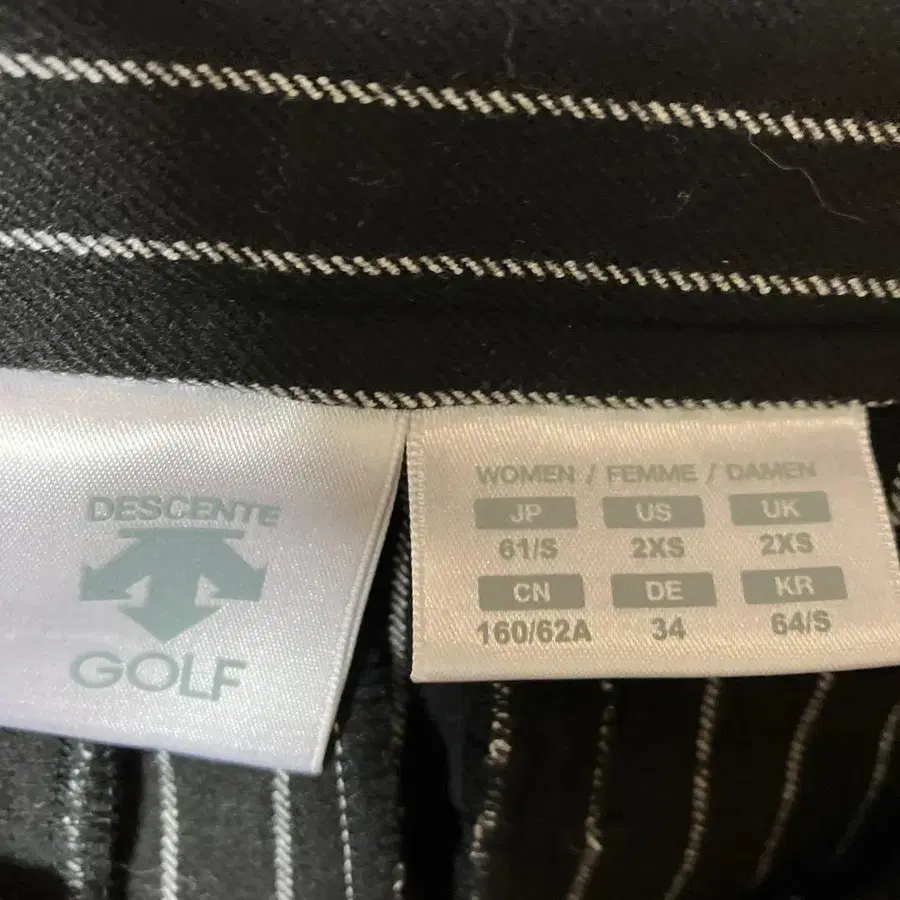 DESCENTE
GOLF
WOMEN / FEMME / DAMEN
JP US UK
61/S 2XS 2XS
CN DE KR
160/62A 34 64/S